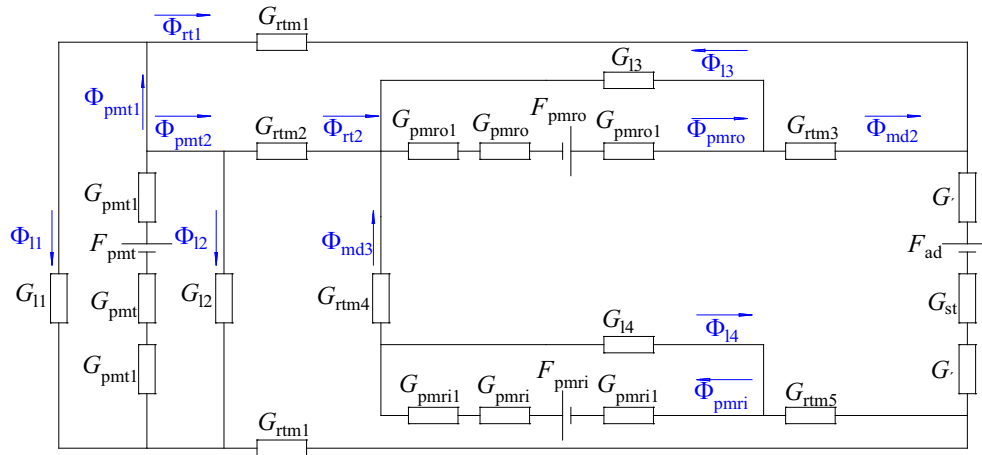 Φrt1 Grtm1
Gl3 Φl3
Φpmt1 Φpmt2 Grtm2 Φrt2 Gpmro1 Gpmro Fpmro Gpmro1 Φpmro Grtm3 Φmd2
Gpmt1 G′
Φl1 Fpmt Φl2 Φmd3 Fad
Gl1 Gpmt Gl2 Grtm4 Gst
Gl4 Φl4
Gpmt1 Gpmri1 Gpmri Fpmri Gpmri1 Φpmri Grtm5 G′
Grtm1